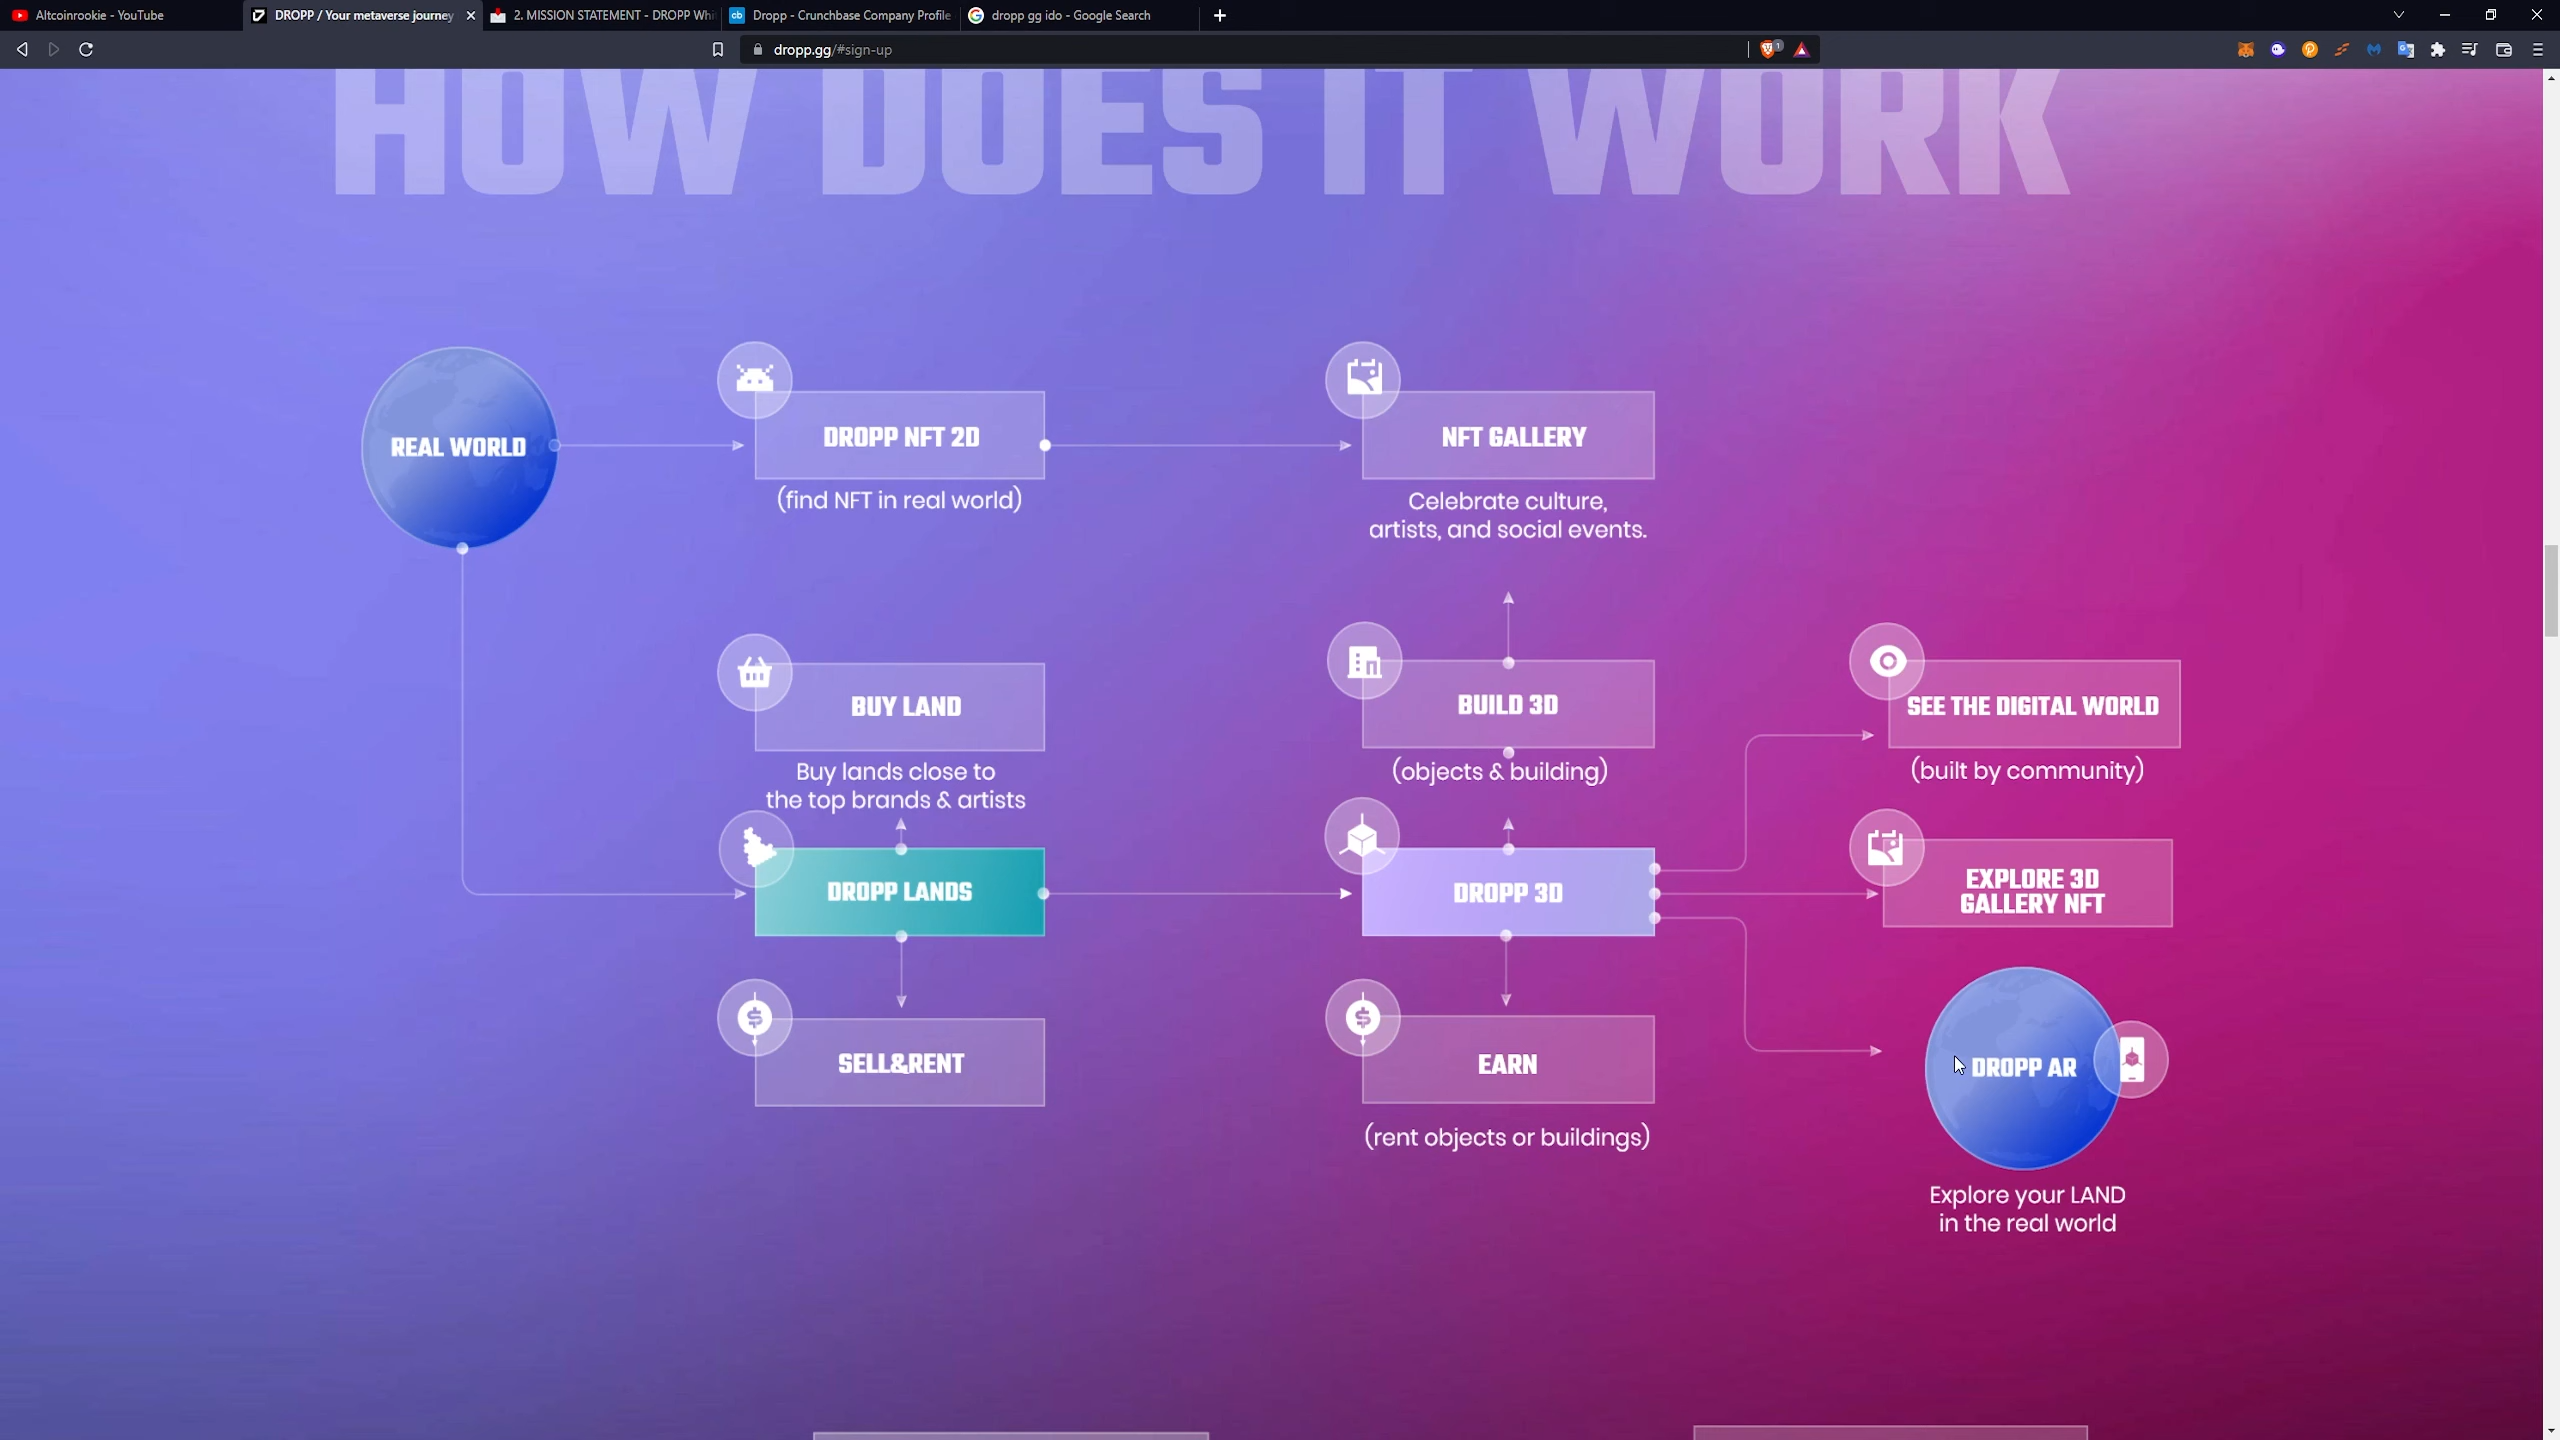 Altcoinrookie - YouTube
DROPP / Your metaverse journey
2. MISSION STATEMENT - DROPP Whi
Dropp - Crunchbase Company Profile
dropp gg ido - Google Search
dropp.gg/#sign-up
1
HOW DOES IT WORK
REAL WORLD
DROPP NFT 2D
(find NFT in real world)
NFT GALLERY
Celebrate culture,
artists, and social events.
BUY LAND
Buy lands close to
the top brands & artists
BUILD 3D
(objects & building)
SEE THE DIGITAL WORLD
(built by community)
DROPP LANDS
DROPP 3D
EXPLORE 3D
GALLERY NFT
SELL&RENT
EARN
(rent objects or buildings)
DROPP AR
Explore your LAND
in the real world